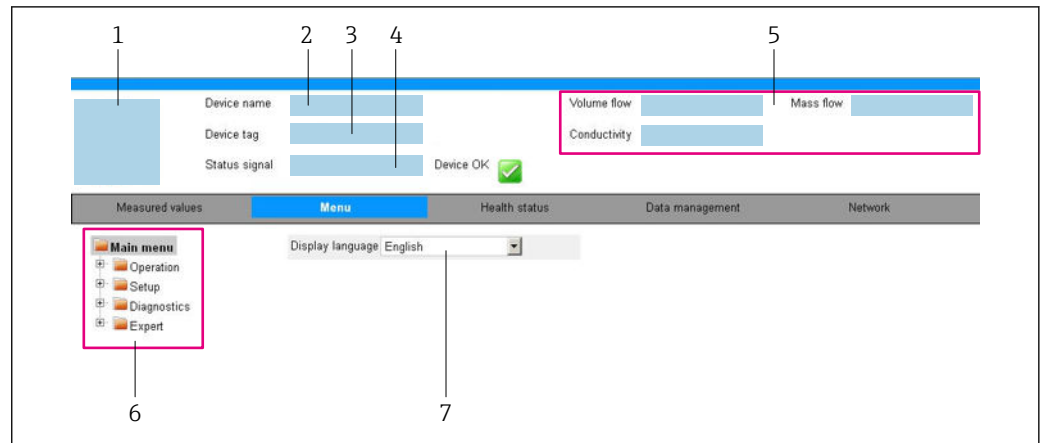 1 2 3 4 5
Device name Volume flow Mass flow
Device tag Conductivity
Status signal Device OK
Measured values Menu Health status Data management Network
Main menu Display language English
Operation
Setup
Diagnostics
Expert
6 7